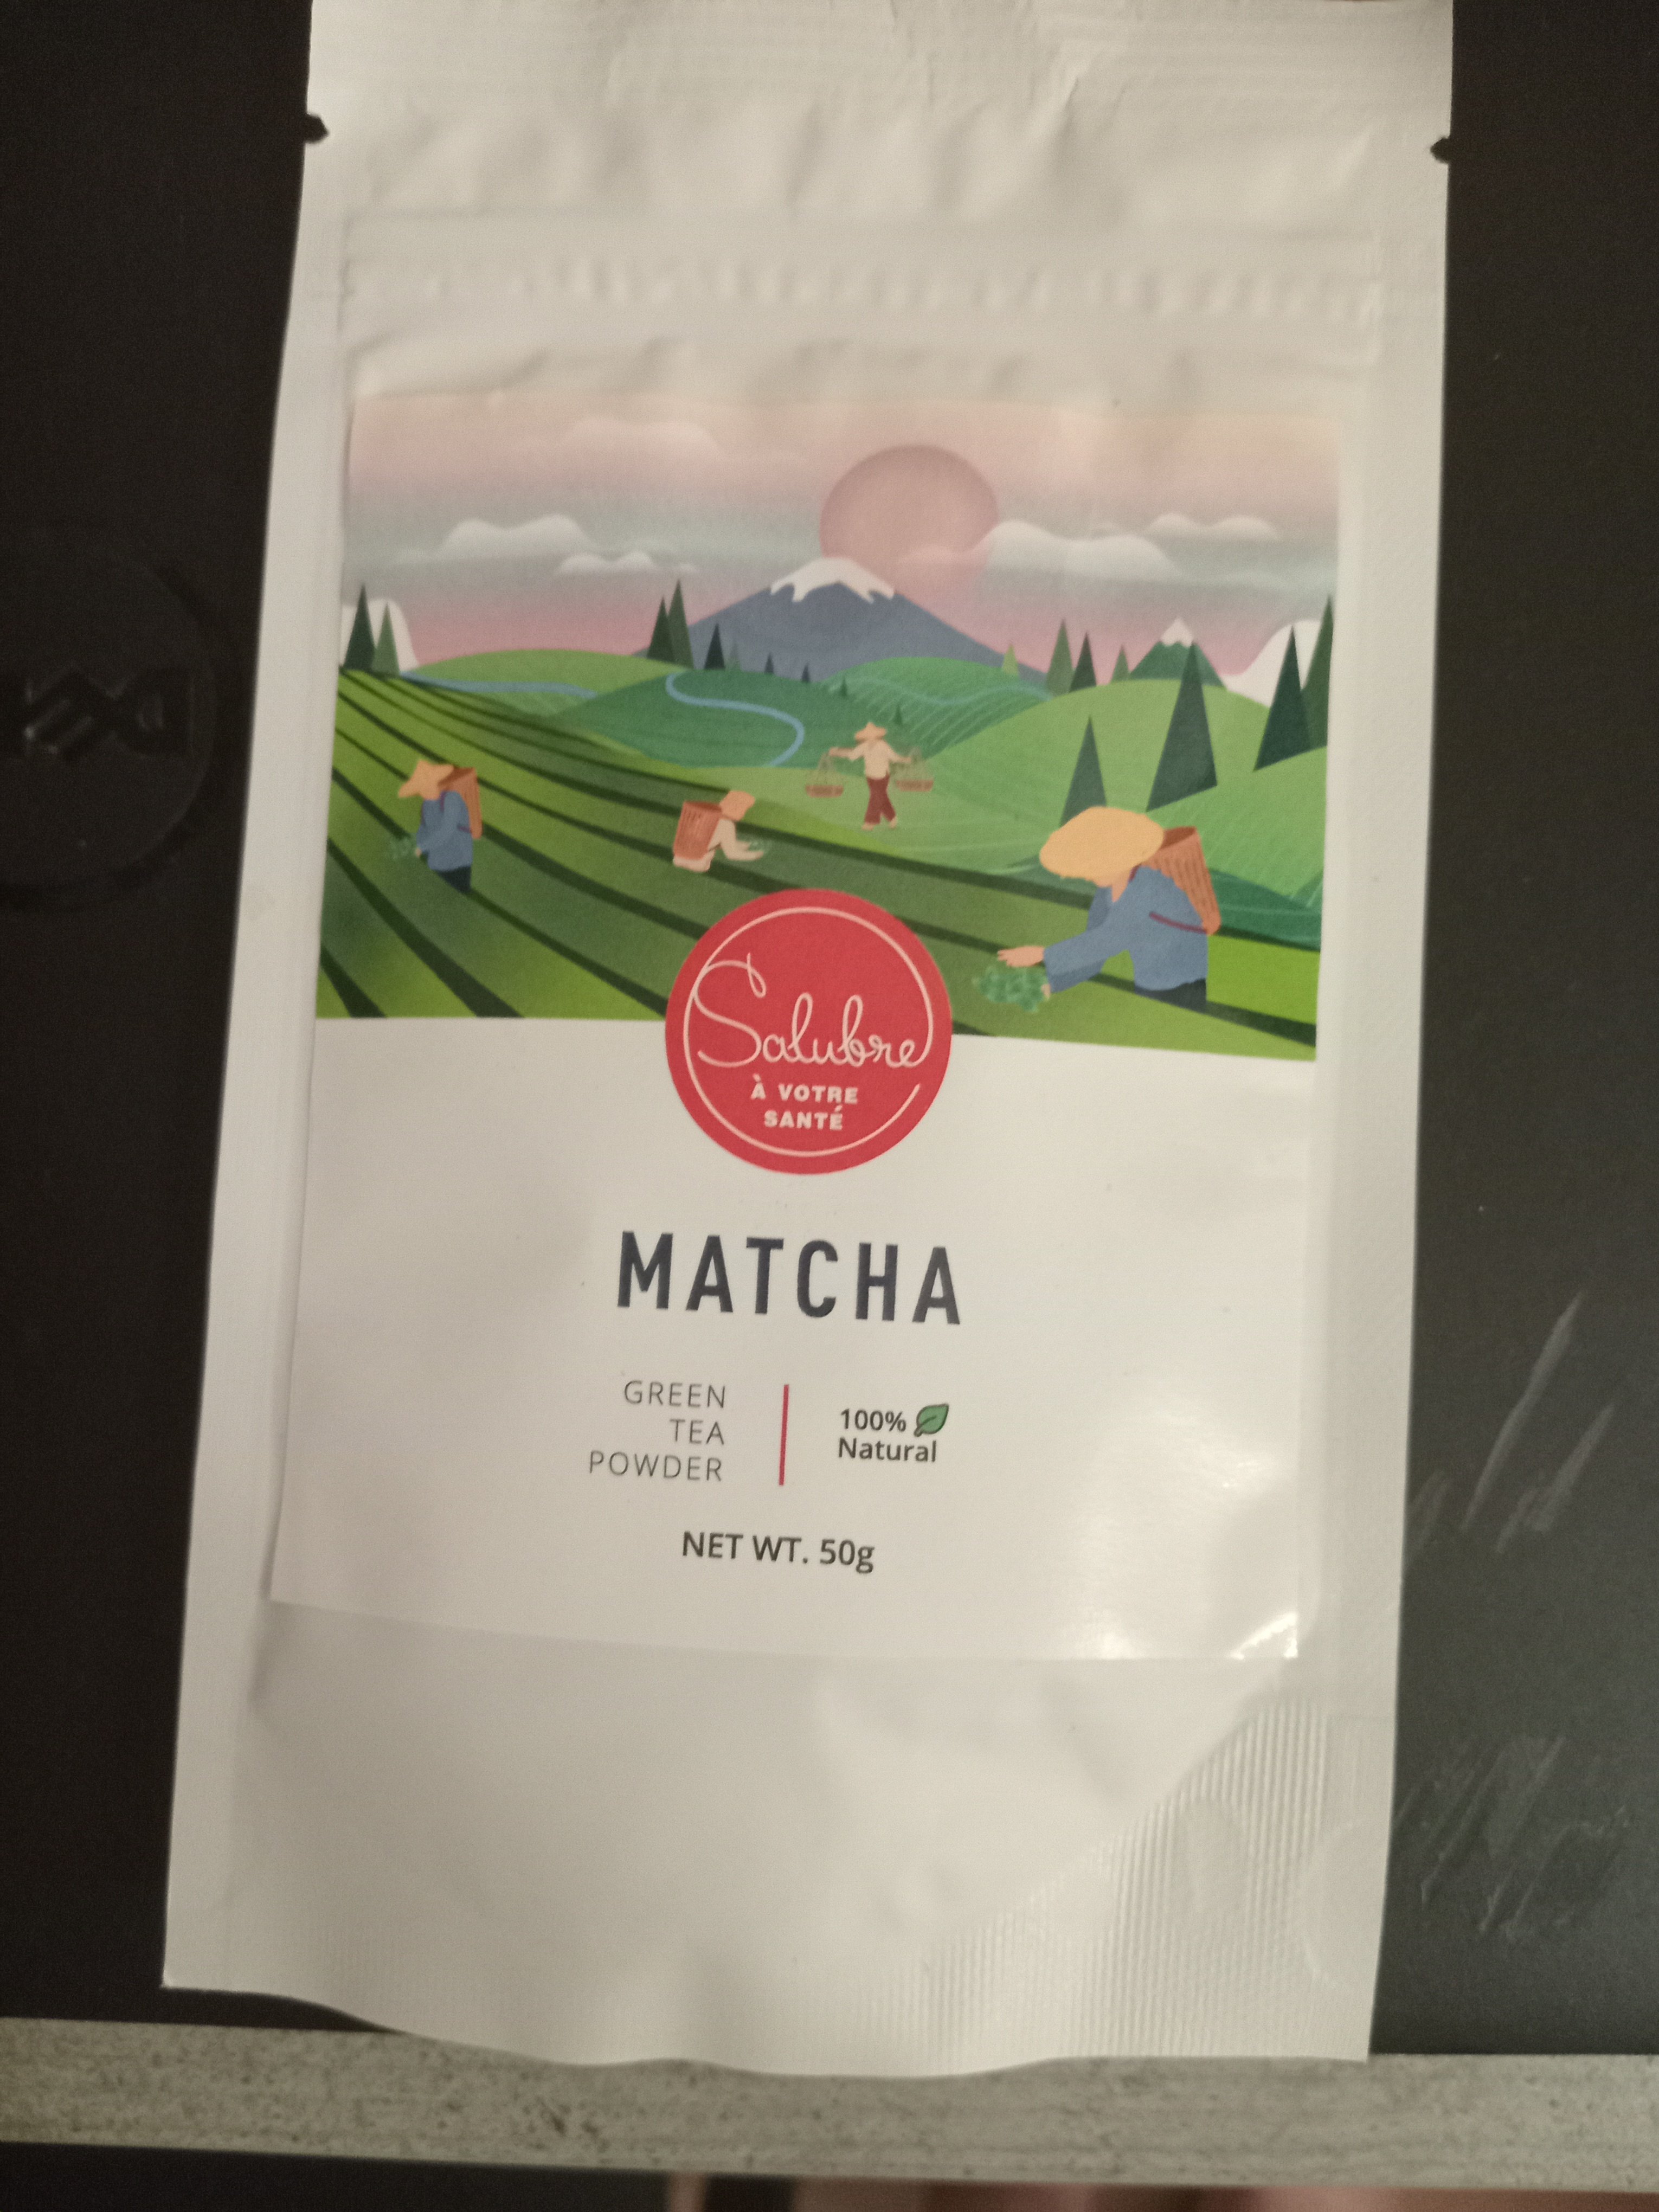 Salubre
À VOTRE
SANTÉ
MATCHA
GREEN
TEA
POWDER
100%
Natural
NET WT. 50g